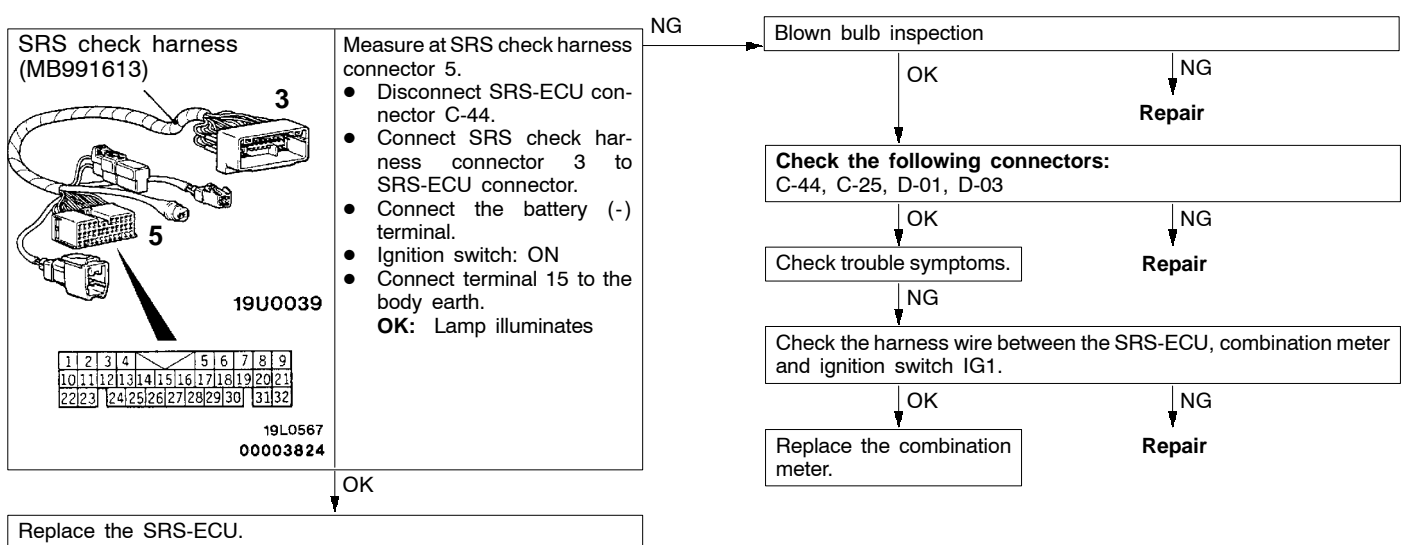 SRS check harness
(MB991613)
3
5
19U0039
1 2 3 4 5 6 7 8 9
10 11 12 13 14 15 16 17 18 19 20 21
22 23 24 25 26 27 28 29 30 31 32
19L0567
00003824
Measure at SRS check harness
connector 5.
● Disconnect SRS-ECU con-
nector C-44.
● Connect SRS check har-
ness connector 3 to
SRS-ECU connector.
● Connect the battery (-)
terminal.
● Ignition switch: ON
● Connect terminal 15 to the
body earth.
OK: Lamp illuminates
OK
Replace the SRS-ECU.
NG
Blown bulb inspection
OK
NG
Repair
Check the following connectors:
C-44, C-25, D-01, D-03
OK
NG
Check trouble symptoms.
Repair
NG
Check the harness wire between the SRS-ECU, combination meter
and ignition switch IG1.
OK
NG
Replace the combination
meter.
Repair